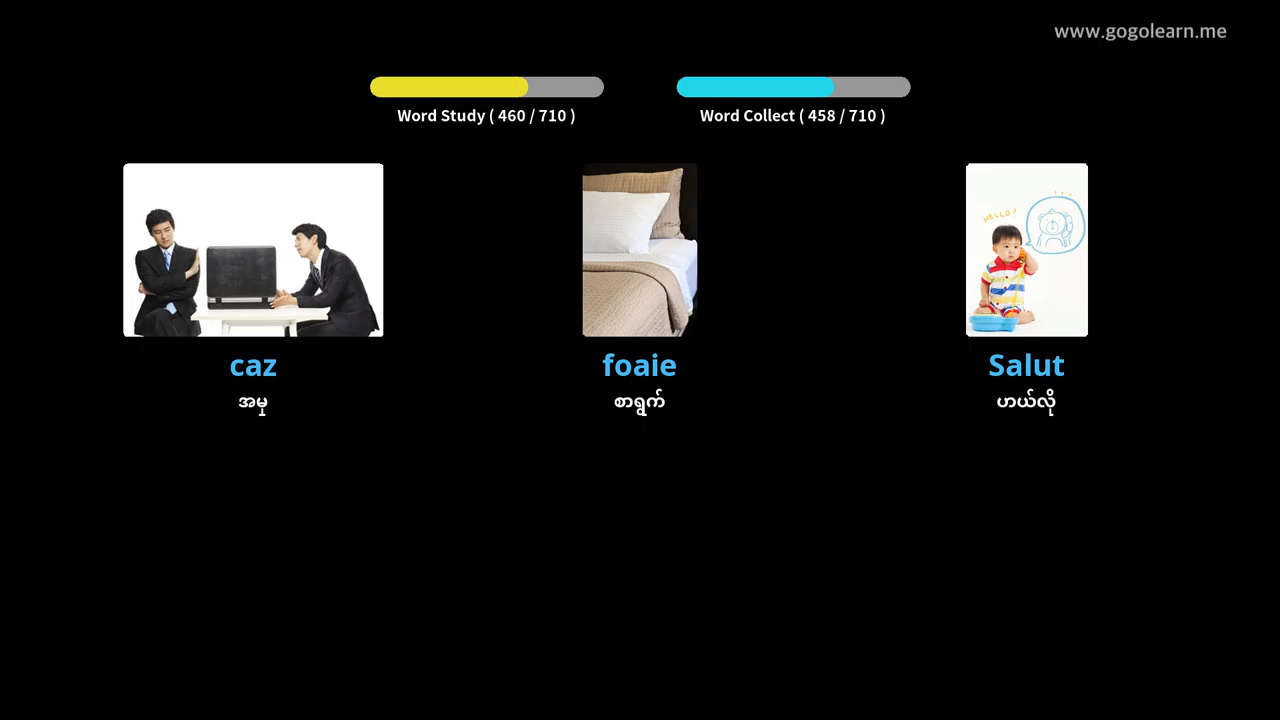 www.gogolearn.me
Word Study ( 460 / 710 )
Word Collect ( 458 / 710 )
HELLO?
caz
foaie
Salut
အမှု
စာရွက်
ဟယ်လို